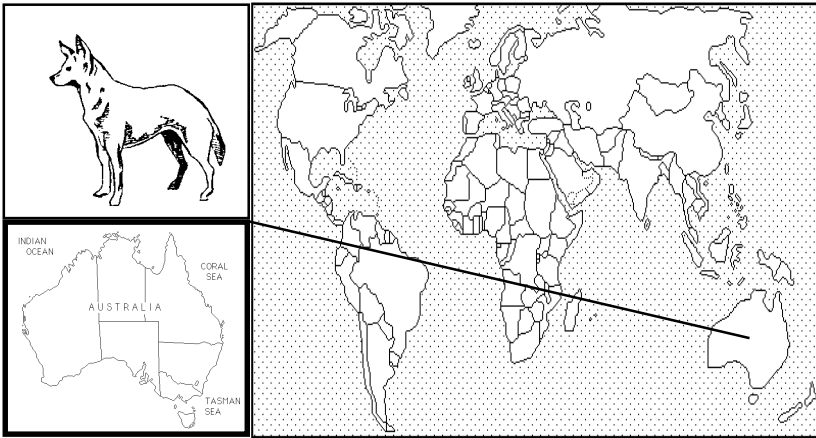 INDIAN
OCEAN
CORAL
SEA
AUSTRALIA
TASMAN
SEA